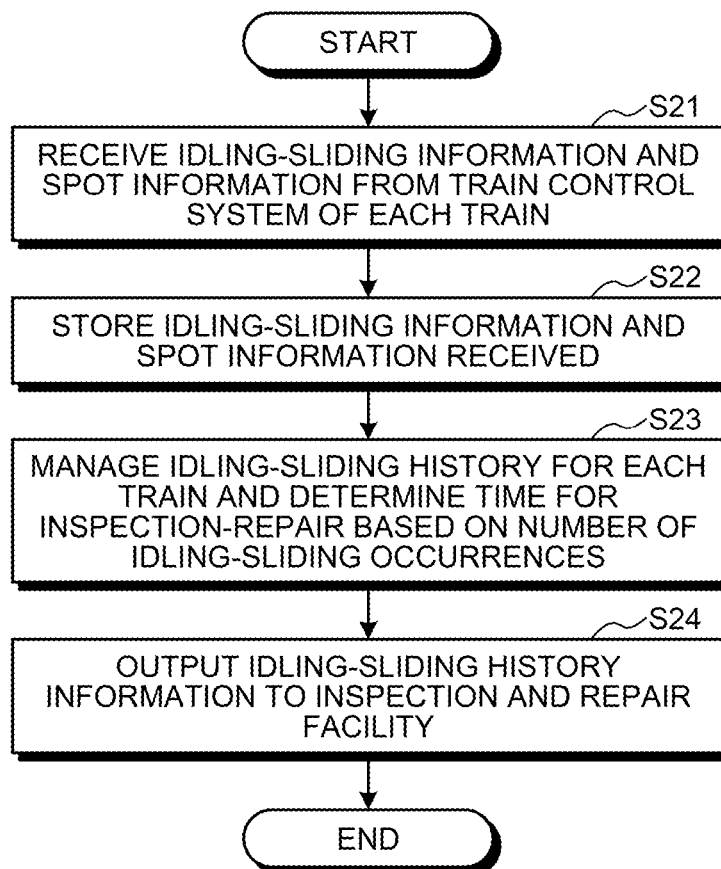 START
S21
RECEIVE IDLING-SLIDING INFORMATION AND
SPOT INFORMATION FROM TRAIN CONTROL
SYSTEM OF EACH TRAIN
S22
STORE IDLING-SLIDING INFORMATION AND
SPOT INFORMATION RECEIVED
S23
MANAGE IDLING-SLIDING HISTORY FOR EACH
TRAIN AND DETERMINE TIME FOR
INSPECTION-REPAIR BASED ON NUMBER OF
IDLING-SLIDING OCCURRENCES
S24
OUTPUT IDLING-SLIDING HISTORY
INFORMATION TO INSPECTION AND REPAIR
FACILITY
END